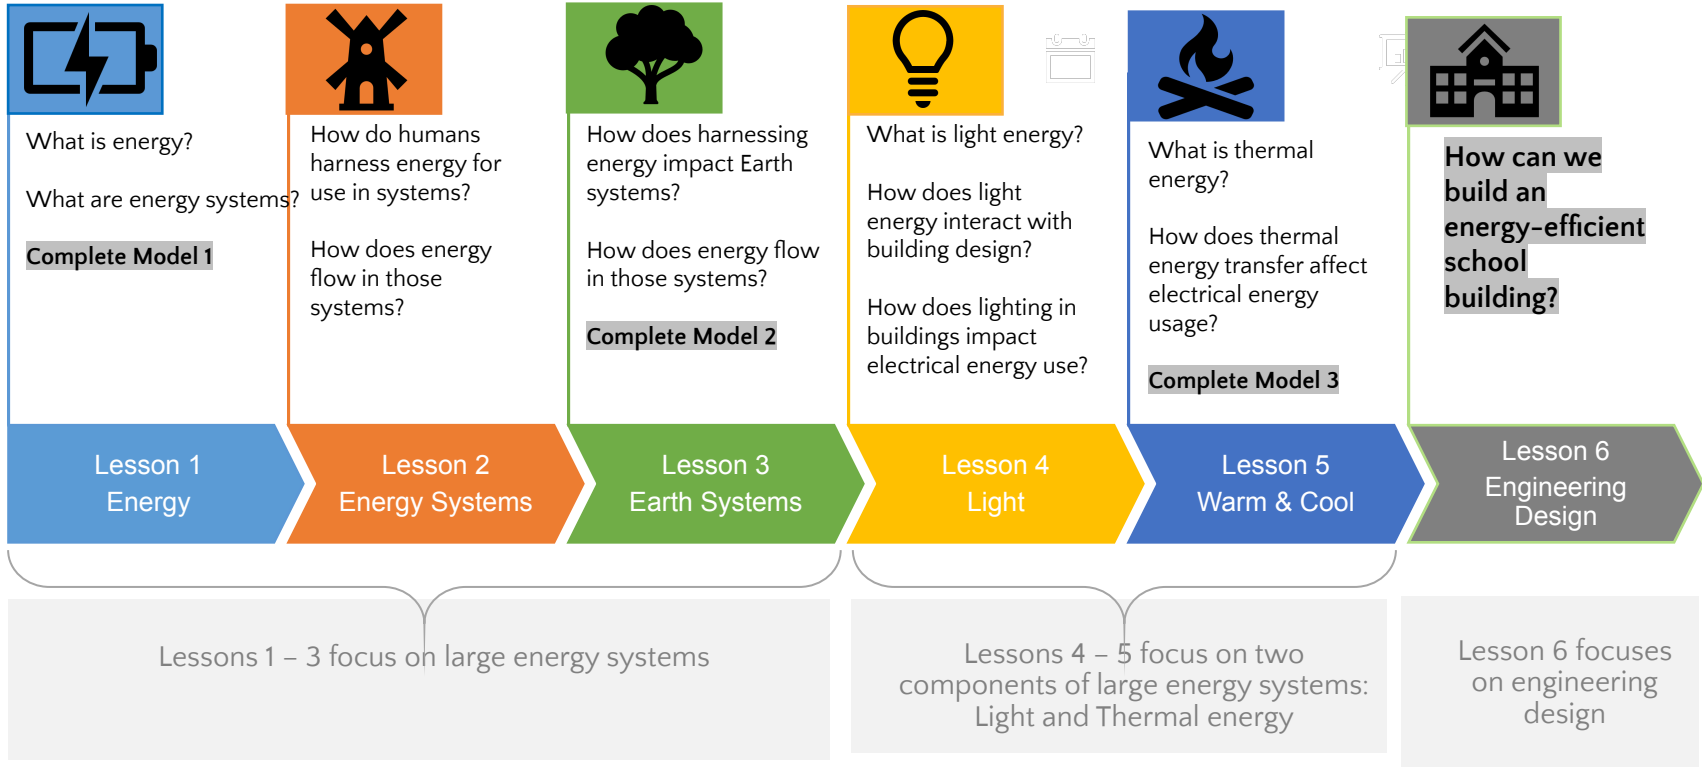 What is energy?
What are energy systems?
Complete Model 1
How do humans
harness energy for
use in systems?
How does energy
flow in those
systems?
How does harnessing
energy impact Earth
systems?
How does energy flow
in those systems?
Complete Model 2
What is light energy?
How does light
energy interact with
building design?
How does lighting in
buildings impact
electrical energy use?
What is thermal
energy?
How does thermal
energy transfer affect
electrical energy
usage?
Complete Model 3
How can we
build an
energy-efficient
school
building?
Lesson 1
Energy
Lesson 2
Energy Systems
Lesson 3
Earth Systems
Lesson 4
Light
Lesson 5
Warm & Cool
Lesson 6
Engineering
Design
Lessons 1 – 3 focus on large energy systems
Lessons 4 – 5 focus on two
components of large energy systems:
Light and Thermal energy
Lesson 6 focuses
on engineering
design